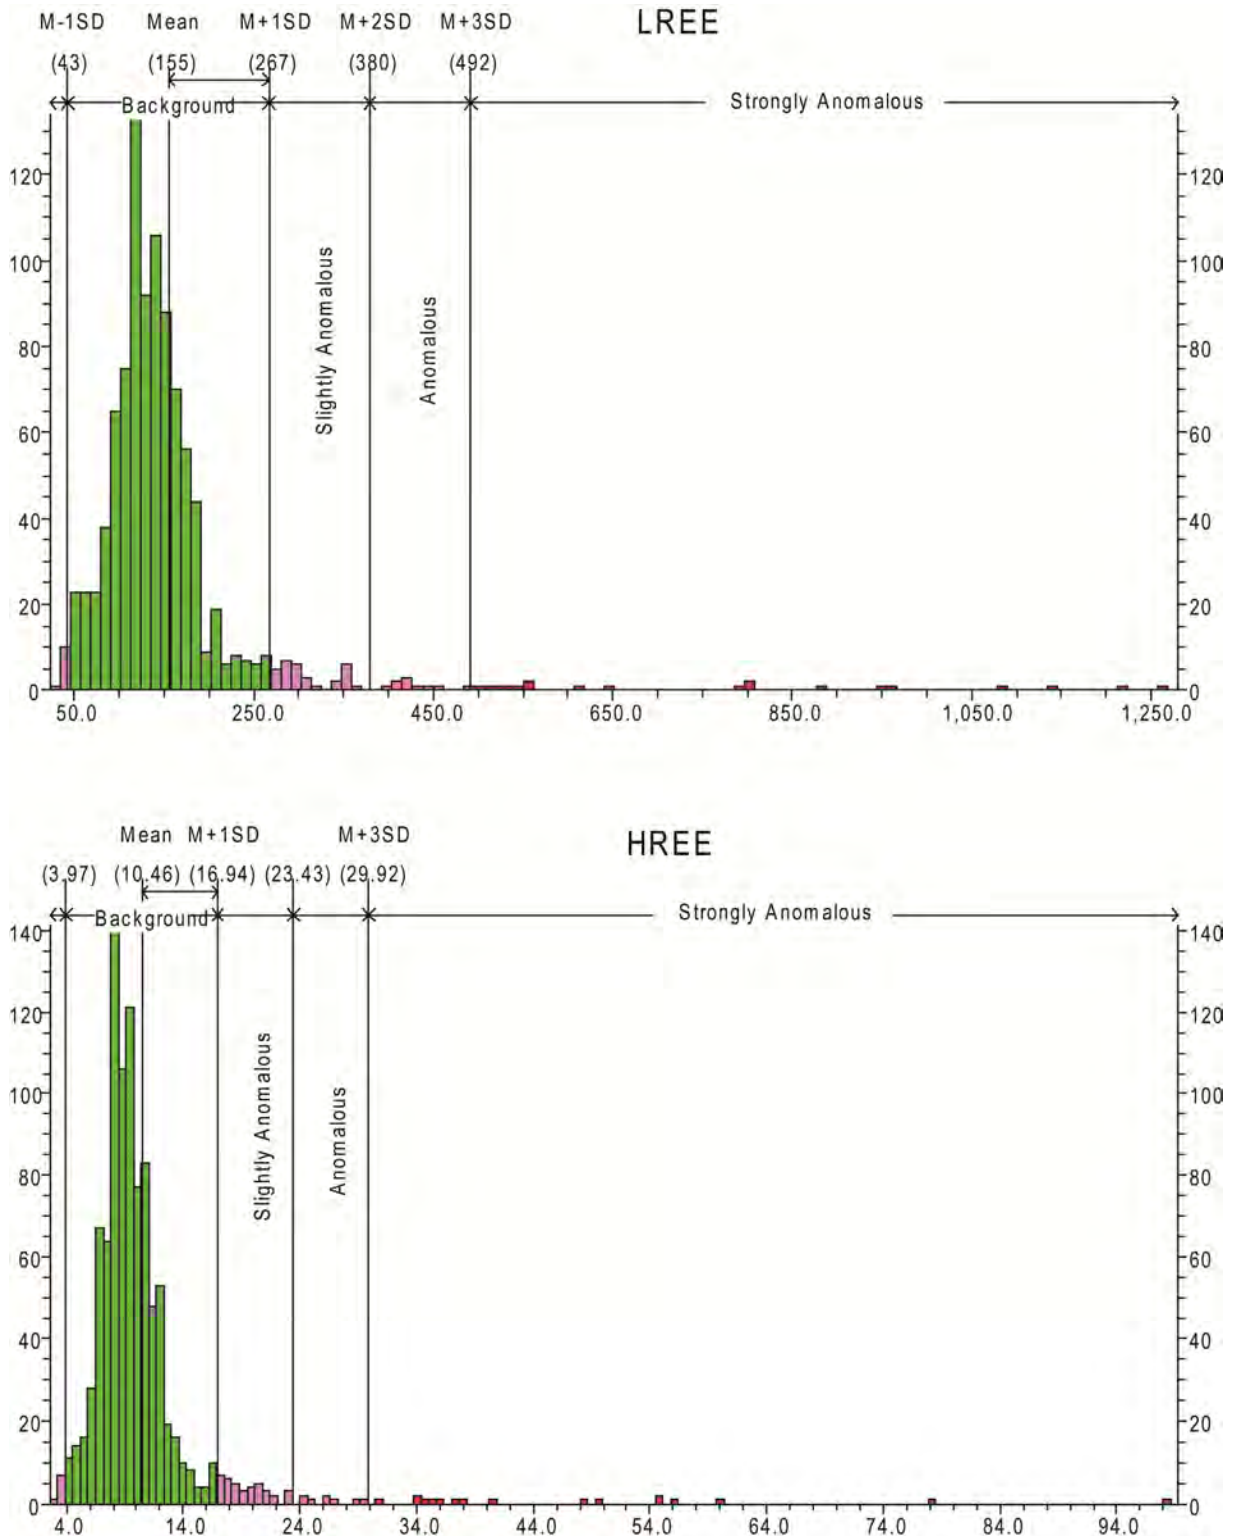 M-1SD Mean M+1SD M+2SD M+3SD LREE
(43) (155) (267) (380) (492)
Background Strongly Anomalous
Slightly Anomalous
Anomalous
120 120
100 100
80 80
60 60
40 40
20 20
0 0
50.0 250.0 450.0 650.0 850.0 1,050.0 1,250.0
Mean M+1SD M+3SD HREE
(3.97) (10.46) (16.94) (23.43) (29.92)
Background Strongly Anomalous
Slightly Anomalous
Anomalous
140 140
120 120
100 100
80 80
60 60
40 40
20 20
0 0
4.0 14.0 24.0 34.0 44.0 54.0 64.0 74.0 84.0 94.0